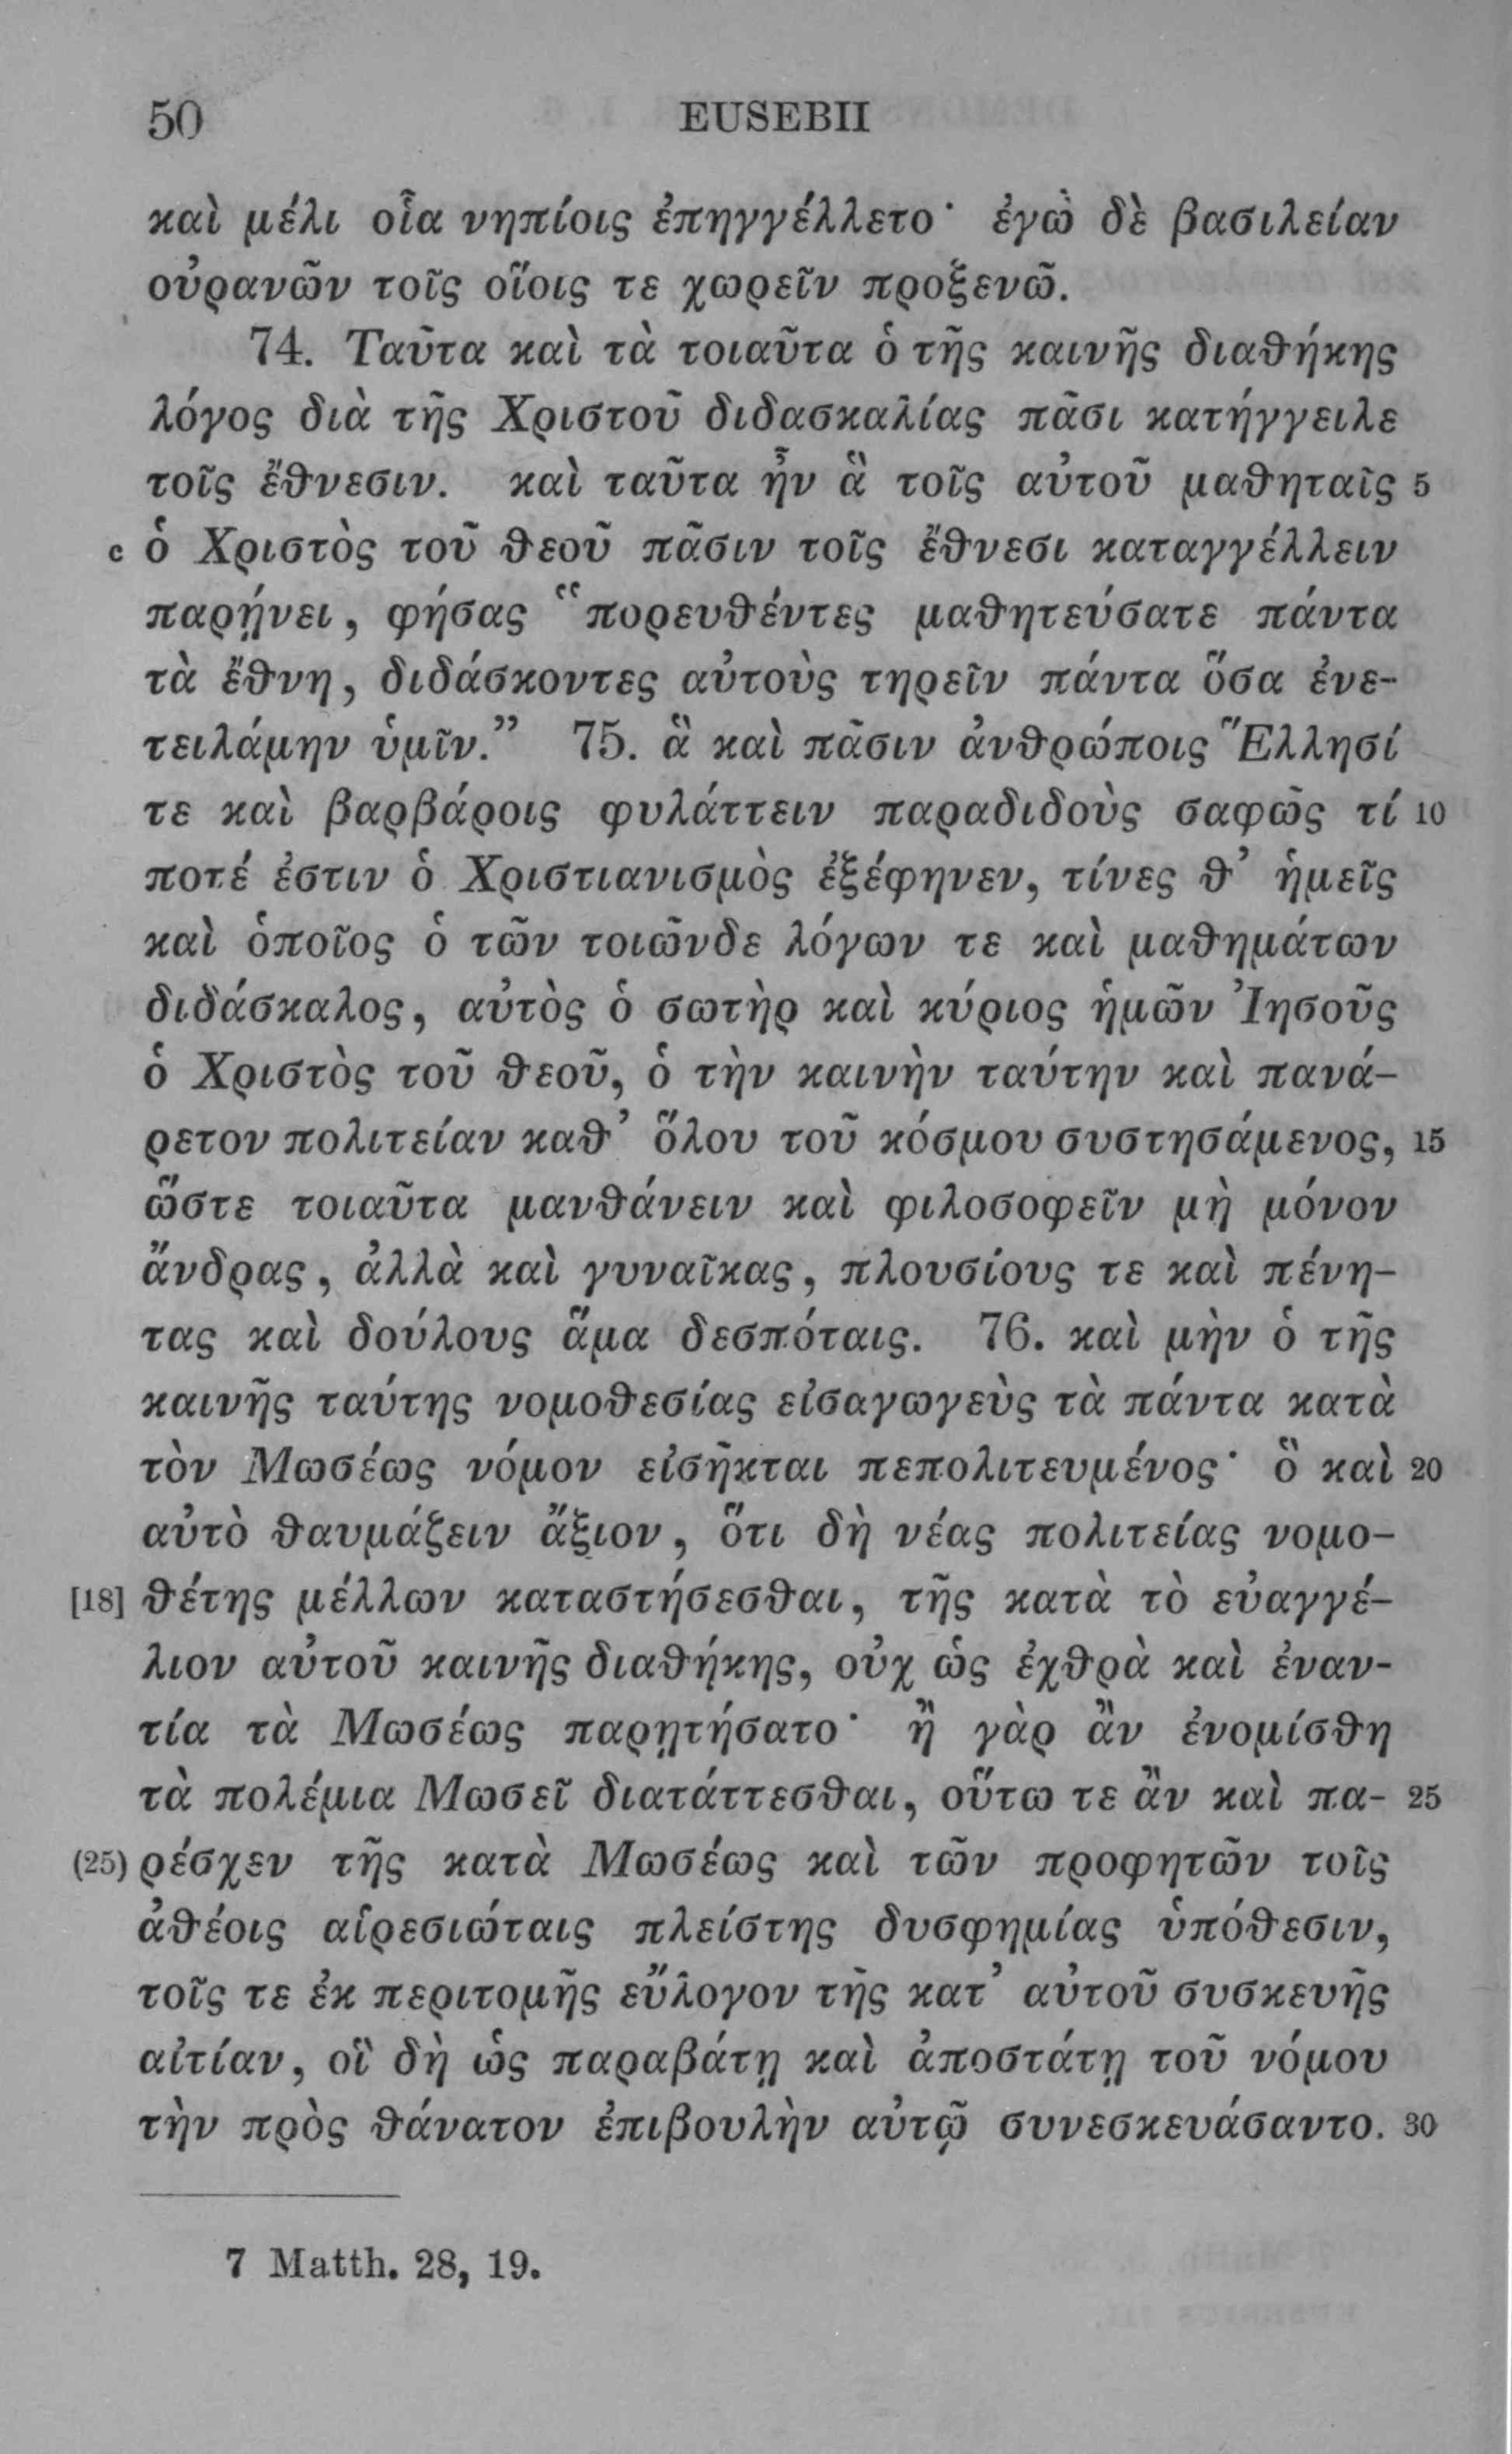 50 EUSEBII
καὶ μέλι οἷα νηπίοις ἐπηγγέλλετο· ἐγὼ δὲ βασιλείαν
οὐρανῶν τοῖς οἵοις τε χωρεῖν προξενῶ.
74. Ταῦτα καὶ τὰ τοιαῦτα ὁ τῆς καινῆς διαθήκης
λόγος διὰ τῆς Χριστοῦ διδασκαλίας πᾶσι κατήγγειλε
τοῖς ἔθνεσιν. καὶ ταῦτα ἦν ἃ τοῖς αὐτοῦ μαθηταῖς 5
c ὁ Χριστὸς τοῦ θεοῦ πᾶσιν τοῖς ἔθνεσι καταγγέλλειν
παρῄνει, φήσας “πορευθέντες μαθητεύσατε πάντα
τὰ ἔθνη, διδάσκοντες αὐτοὺς τηρεῖν πάντα ὅσα ἐνε-
τειλάμην ὑμῖν.” 75. ἃ καὶ πᾶσιν ἀνθρώποις Ἕλλησί
τε καὶ βαρβάροις φυλάττειν παραδιδοὺς σαφῶς τί 10
ποτέ ἐστιν ὁ Χριστιανισμὸς ἐξέφηνεν, τίνες θ’ ἡμεῖς
καὶ ὁποῖος ὁ τῶν τοιῶνδε λόγων τε καὶ μαθημάτων
διδάσκαλος, αὐτὸς ὁ σωτὴρ καὶ κύριος ἡμῶν Ἰησοῦς
ὁ Χριστὸς τοῦ θεοῦ, ὁ τὴν καινὴν ταύτην καὶ πανά-
ρετον πολιτείαν καθ’ ὅλου τοῦ κόσμου συστησάμενος, 15
ὥστε τοιαῦτα μανθάνειν καὶ φιλοσοφεῖν μὴ μόνον
ἄνδρας, ἀλλὰ καὶ γυναῖκας, πλουσίους τε καὶ πένη-
τας καὶ δούλους ἅμα δεσπόταις. 76. καὶ μὴν ὁ τῆς
καινῆς ταύτης νομοθεσίας εἰσαγωγεὺς τὰ πάντα κατὰ
τὸν Μωσέως νόμον εἰσῆκται πεπολιτευμένος· ὃ καὶ 20
αὐτὸ θαυμάζειν ἄξιον, ὅτι δὴ νέας πολιτείας νομο-
[18] θέτης μέλλων καταστήσεσθαι, τῆς κατὰ τὸ εὐαγγέ-
λιον αὐτοῦ καινῆς διαθήκης, οὐχ ὡς ἐχθρὰ καὶ ἐναν-
τία τὰ Μωσέως παρῃτήσατο· ἢ γὰρ ἂν ἐνομίσθη
τὰ πολέμια Μωσεῖ διατάττεσθαι, οὕτω τε ἂν καὶ πα- 25
(25) ρέσχεν τῆς κατὰ Μωσέως καὶ τῶν προφητῶν τοῖς
ἀθέοις αἱρεσιώταις πλείστης δυσφημίας ὑπόθεσιν,
τοῖς τε ἐκ περιτομῆς εὔλογον τῆς κατ’ αὐτοῦ συσκευῆς
αἰτίαν, οἳ δὴ ὡς παραβάτῃ καὶ ἀποστάτῃ τοῦ νόμου
τὴν πρὸς θάνατον ἐπιβουλὴν αὐτῷ συνεσκευάσαντο. 30
7 Matth. 28, 19.